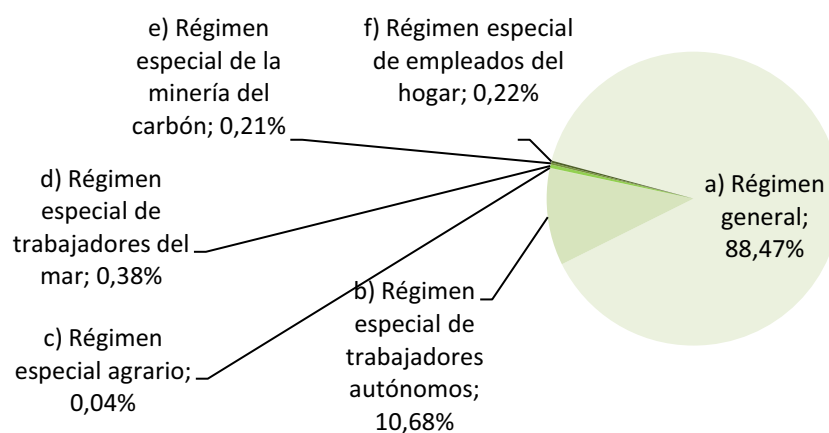 e) Régimen
especial de la
minería del
carbón; 0,21%
f) Régimen especial
de empleados del
hogar; 0,22%
d) Régimen
especial de
trabajadores del
mar; 0,38%
a) Régimen
general;
88,47%
c) Régimen
especial agrario;
0,04%
b) Régimen
especial de
trabajadores
autónomos;
10,68%